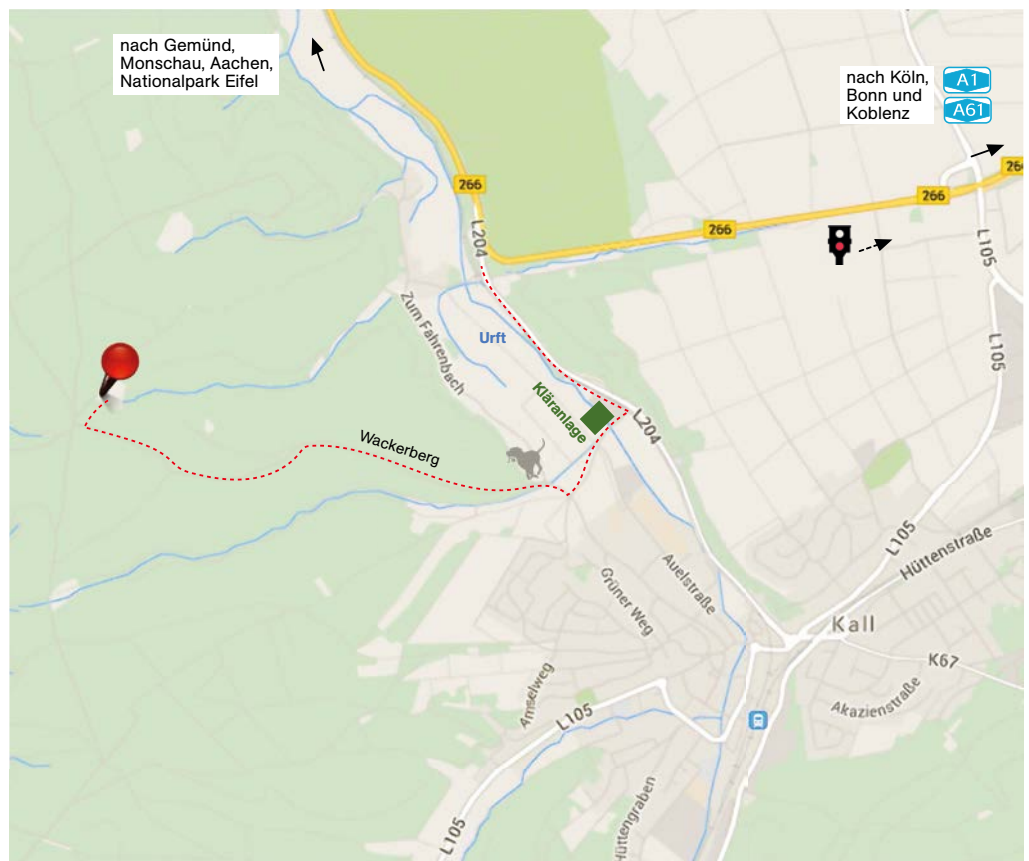 nach Gemünd,
Monschau, Aachen,
Nationalpark Eifel
nach Köln,
Bonn und
Koblenz
A1
A61
266
266
266
L204
L105
Zum Fahrenbach
Urft
L105
Kläranlage
L204
Wackerberg
L105
Hüttenstraße
Auelstraße
Grüner Weg
Kall
K67
Amselweg
Akazienstraße
L105
Hüttengraben
L105